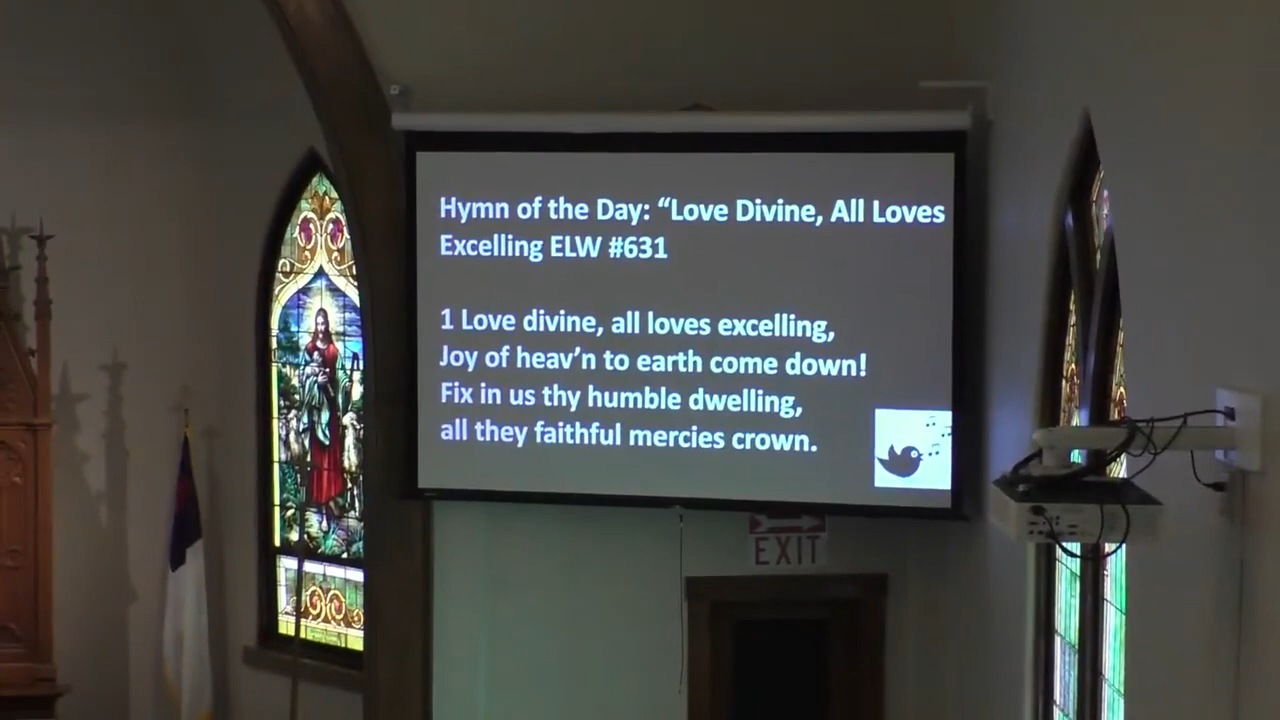 Hymn of the Day: “Love Divine, All Loves
Excelling ELW #631
1 Love divine, all loves excelling,
Joy of heav’n to earth come down!
Fix in us thy humble dwelling,
all they faithful mercies crown.
EXIT